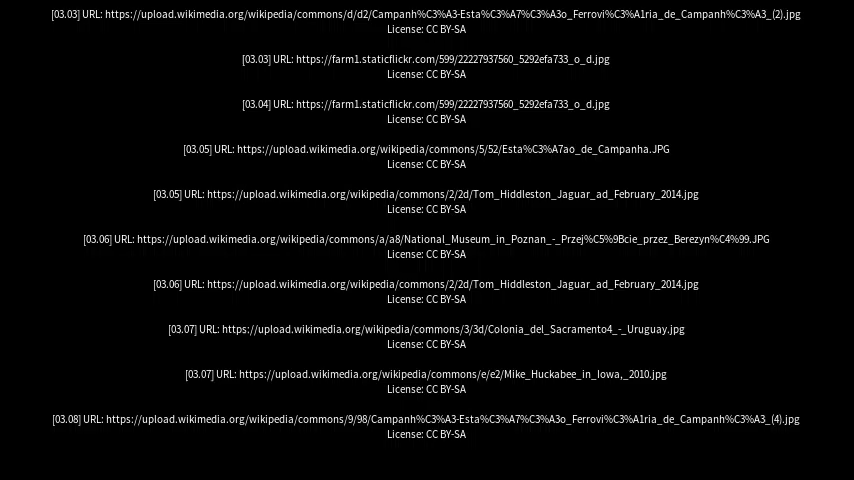 [03.03] URL: https://upload.wikimedia.org/wikipedia/commons/d/d2/Campanh%C3%A3-Esta%C3%A7%C3%A3o_Ferrovi%C3%A1ria_de_Campanh%C3%A3_(2).jpg
License: CC BY-SA
[03.03] URL: https://farm1.staticflickr.com/599/22227937560_5292efa733_o_d.jpg
License: CC BY-SA
[03.04] URL: https://farm1.staticflickr.com/599/22227937560_5292efa733_o_d.jpg
License: CC BY-SA
[03.05] URL: https://upload.wikimedia.org/wikipedia/commons/5/52/Esta%C3%A7ao_de_Campanha.JPG
License: CC BY-SA
[03.05] URL: https://upload.wikimedia.org/wikipedia/commons/2/2d/Tom_Hiddleston_Jaguar_ad_February_2014.jpg
License: CC BY-SA
[03.06] URL: https://upload.wikimedia.org/wikipedia/commons/a/a8/National_Museum_in_Poznan_-_Przej%C5%9Bcie_przez_Berezyn%C4%99.JPG
License: CC BY-SA
[03.06] URL: https://upload.wikimedia.org/wikipedia/commons/2/2d/Tom_Hiddleston_Jaguar_ad_February_2014.jpg
License: CC BY-SA
[03.07] URL: https://upload.wikimedia.org/wikipedia/commons/3/3d/Colonia_del_Sacramento4_-_Uruguay.jpg
License: CC BY-SA
[03.07] URL: https://upload.wikimedia.org/wikipedia/commons/e/e2/Mike_Huckabee_in_Iowa,_2010.jpg
License: CC BY-SA
[03.08] URL: https://upload.wikimedia.org/wikipedia/commons/9/98/Campanh%C3%A3-Esta%C3%A7%C3%A3o_Ferrovi%C3%A1ria_de_Campanh%C3%A3_(4).jpg
License: CC BY-SA